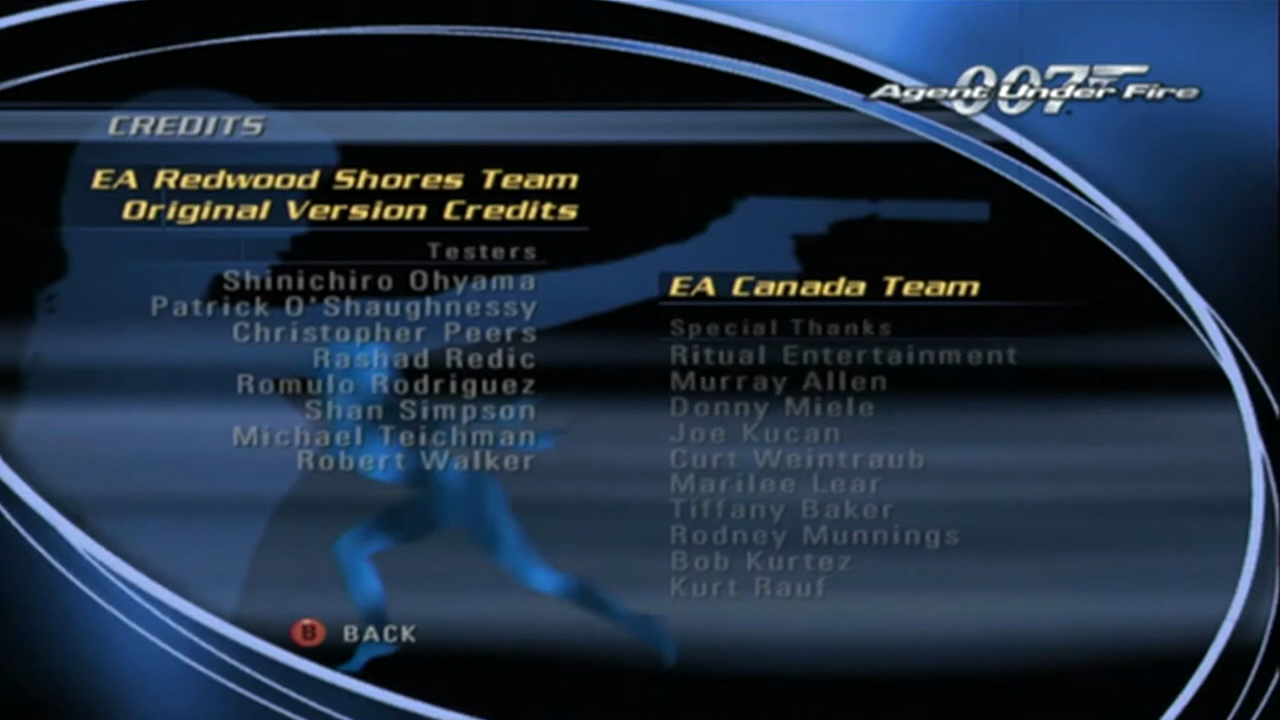 007
Agent Under Fire
CREDITS
EA Redwood Shores Team
Original Version Credits
Testers
Shinichiro Ohyama
Patrick O'Shaughnessy
Christopher Peers
Rashad Redic
Romulo Rodriguez
Shan Simpson
Michael Teichman
Robert Walker
EA Canada Team
Special Thanks
Ritual Entertainment
Murray Allen
Donny Miele
Joe Kucan
Curt Weintraub
Marilee Lear
Tiffany Baker
Rodney Munnings
Bob Kurtez
Kurt Rauf
B BACK